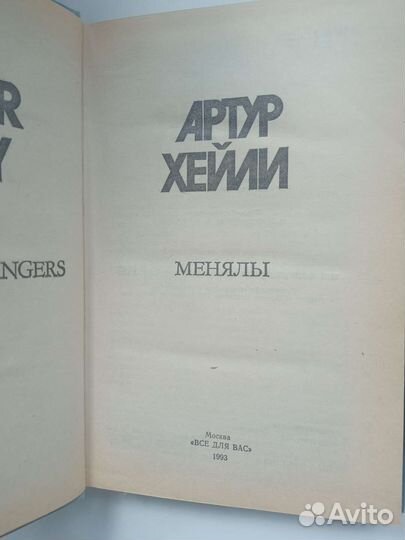 R
Y
NGERS
АРТУР
ХЕЙЛИ
МЕНЯЛЫ
Москва
«ВСЕ ДЛЯ ВАС»
1993
Avito